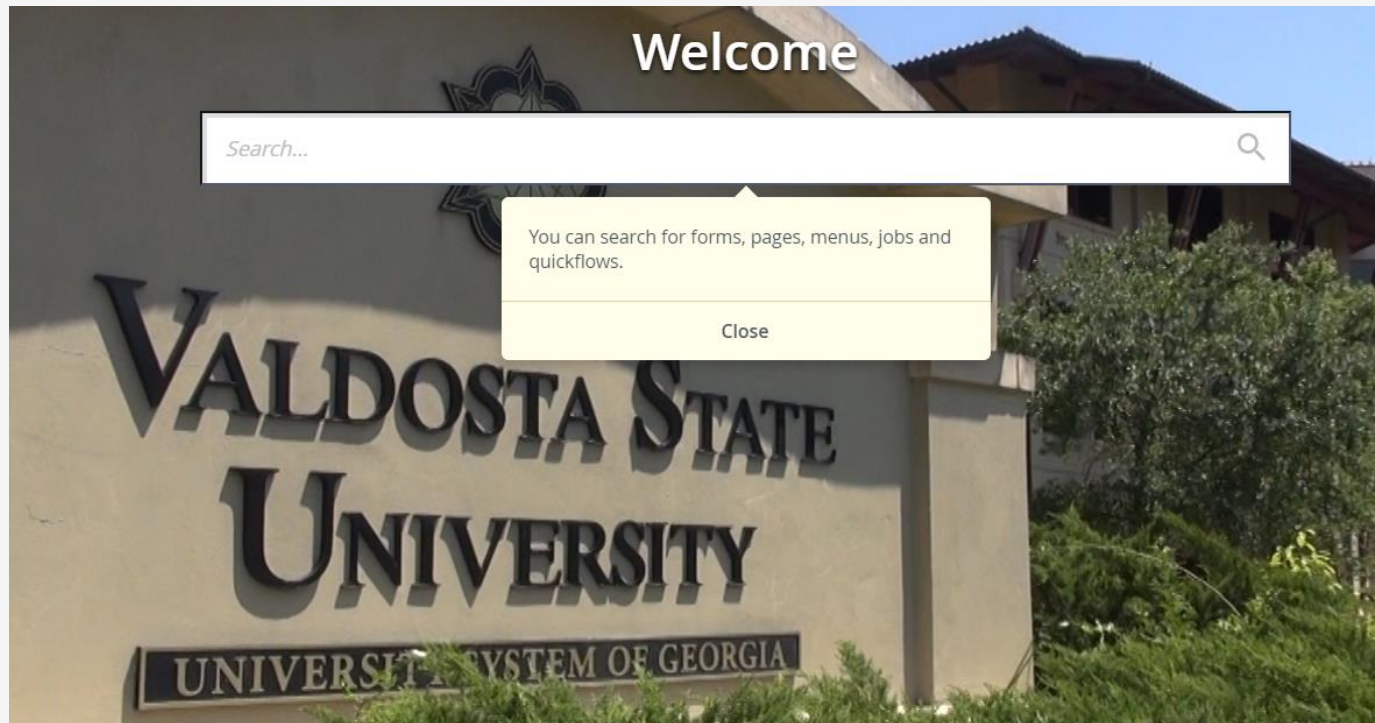 Welcome
Search...
You can search for forms, pages, menus, jobs and
quickflows.
Close
VALDOSTA STATE
UNIVERSITY
UNIVERSITY SYSTEM OF GEORGIA